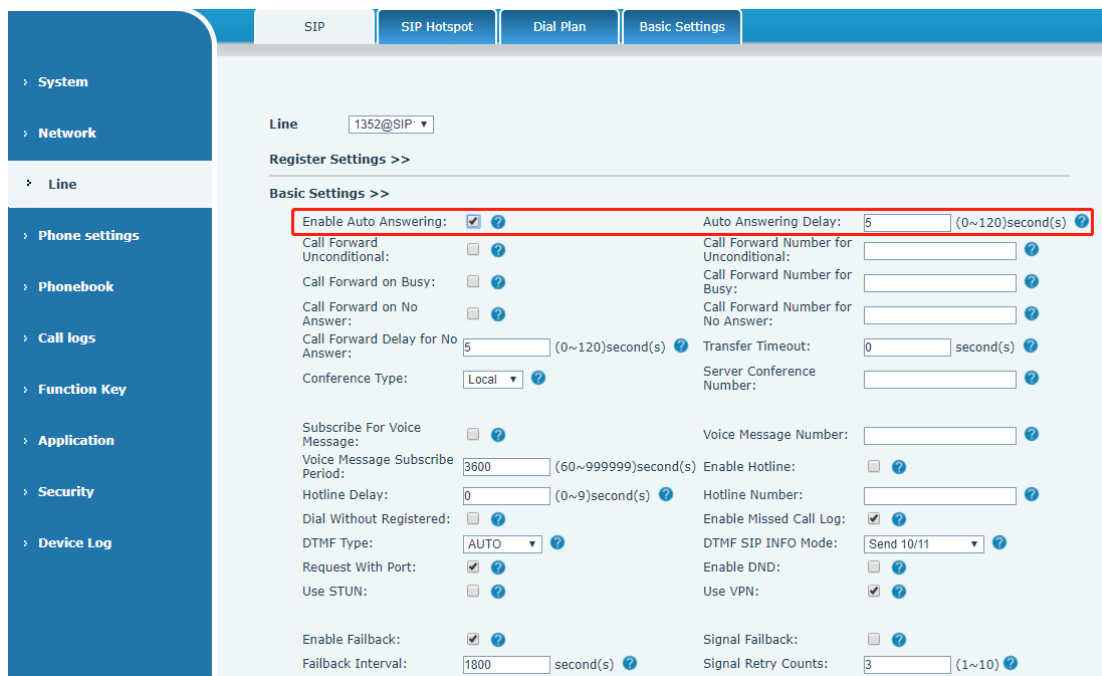 SIP SIP Hotspot Dial Plan Basic Settings
› System
› Network
Line
› Phone settings
› Phonebook
› Call logs
› Function Key
› Application
› Security
› Device Log
Line 1352@SIP
Register Settings >>
Basic Settings >>
Enable Auto Answering: Auto Answering Delay: 5 (0~120)second(s)
Call Forward Unconditional: Call Forward Number for Unconditional:
Call Forward on Busy: Call Forward Number for Busy:
Call Forward on No Answer: Call Forward Number for No Answer:
Call Forward Delay for No Answer: 5 (0~120)second(s) Transfer Timeout: 0 second(s)
Conference Type: Local Server Conference Number:
Subscribe For Voice Message: Voice Message Number:
Voice Message Subscribe Period: 3600 (60~999999)second(s) Enable Hotline:
Hotline Delay: 0 (0~9)second(s) Hotline Number:
Dial Without Registered: Enable Missed Call Log:
DTMF Type: AUTO DTMF SIP INFO Mode: Send 10/11
Request With Port: Enable DND:
Use STUN: Use VPN:
Enable Failback: Signal Failback:
Failback Interval: 1800 second(s) Signal Retry Counts: 3 (1~10)